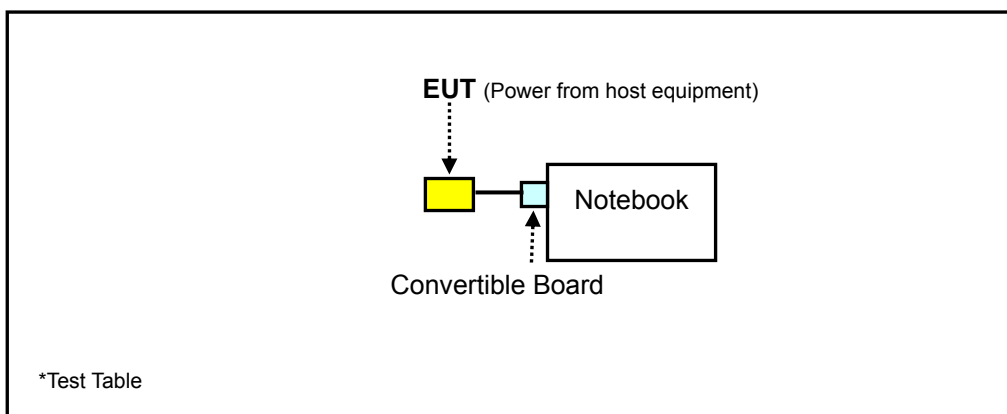 EUT (Power from host equipment)
Notebook
Convertible Board
*Test Table